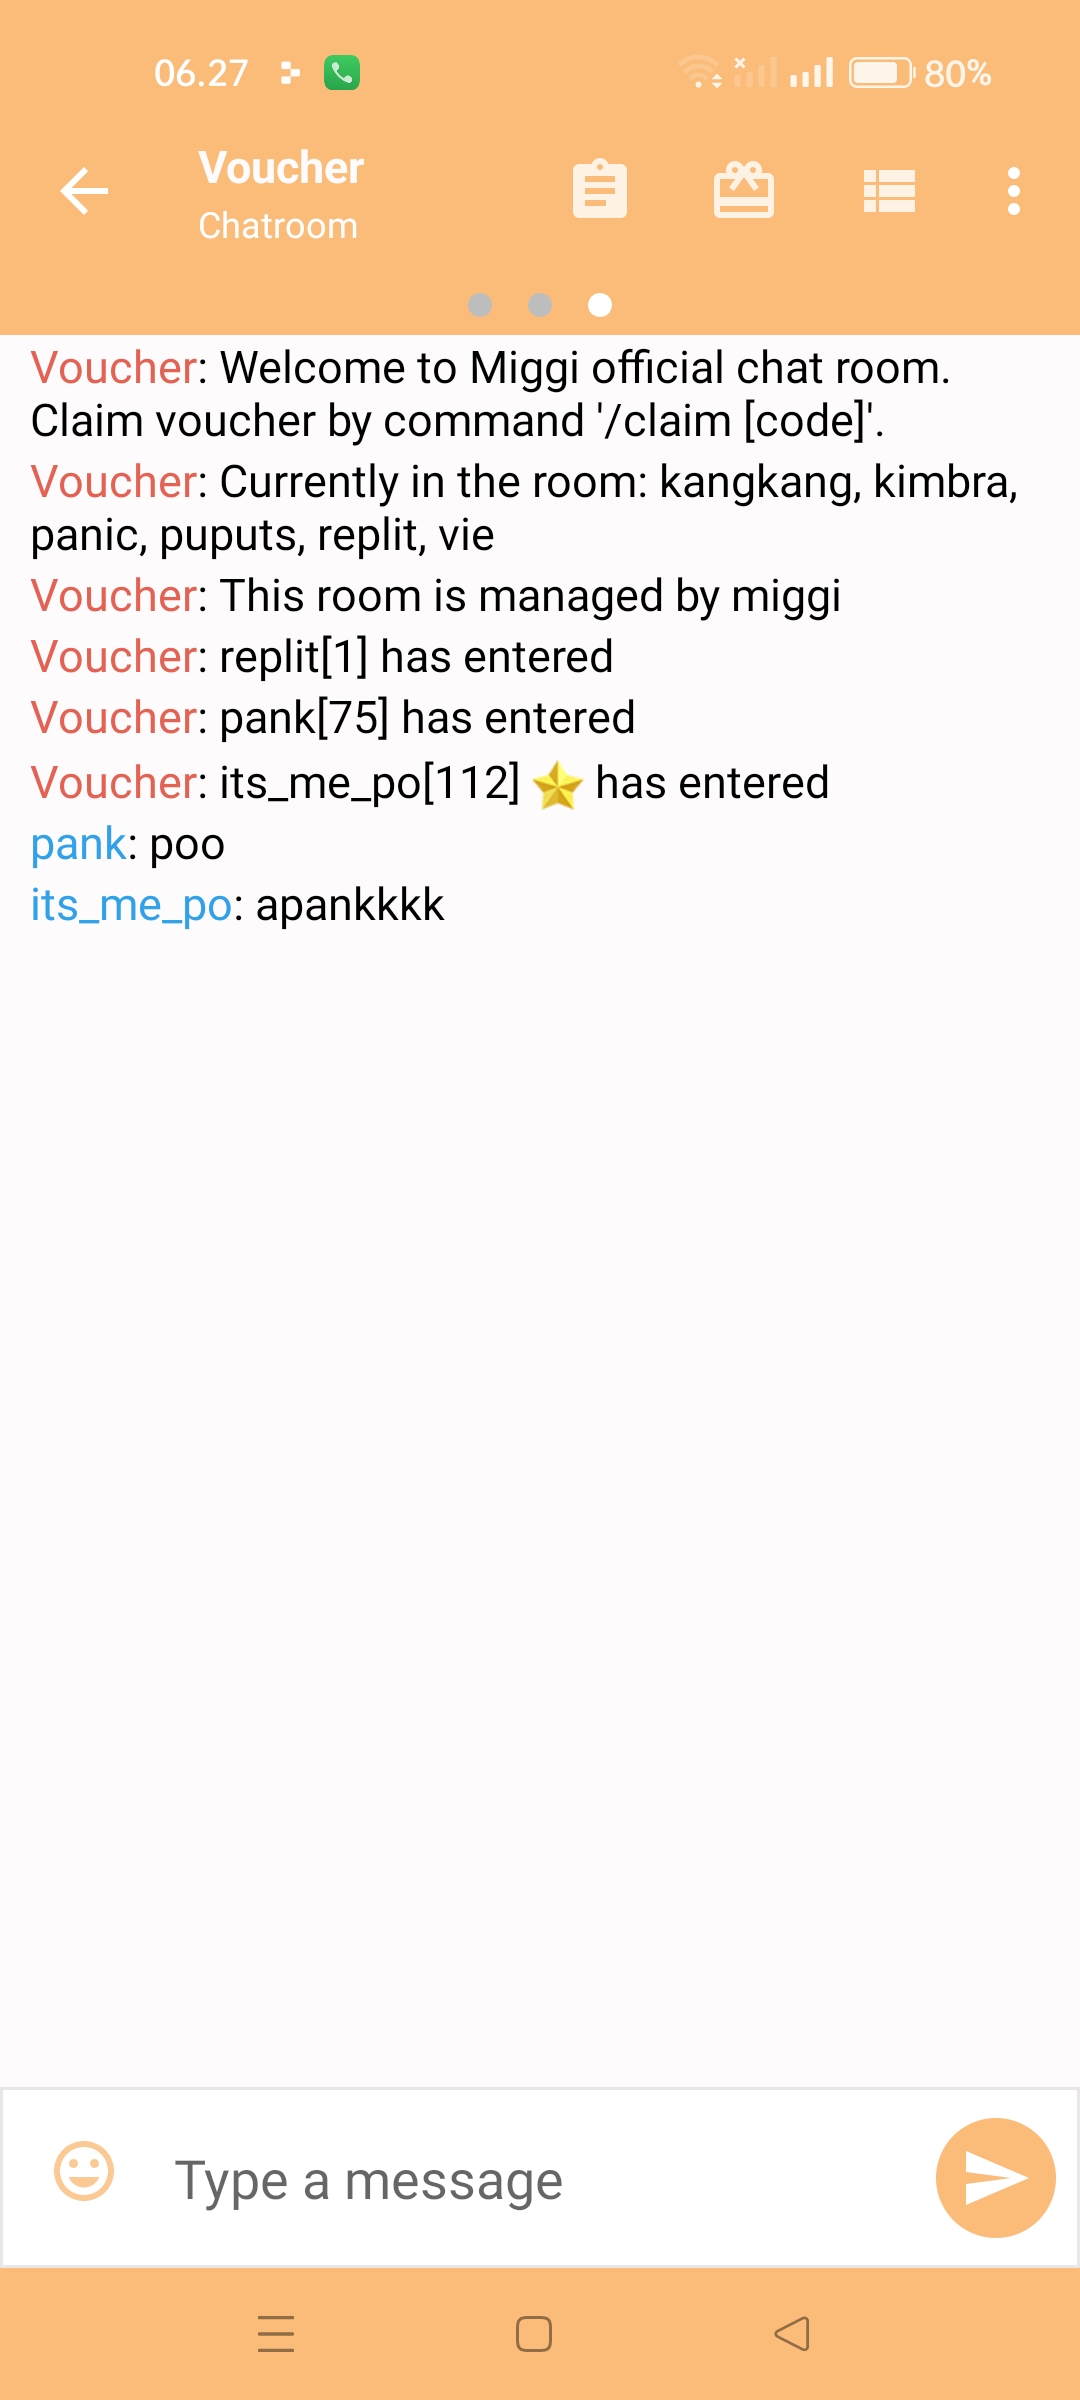 06.27
80%
Voucher
Chatroom
Voucher: Welcome to Miggi official chat room.
Claim voucher by command '/claim [code]'.
Voucher: Currently in the room: kangkang, kimbra,
panic, puputs, replit, vie
Voucher: This room is managed by miggi
Voucher: replit[1] has entered
Voucher: pank[75] has entered
Voucher: its_me_po[112] has entered
pank: poo
its_me_po: apankkkk
Type a message